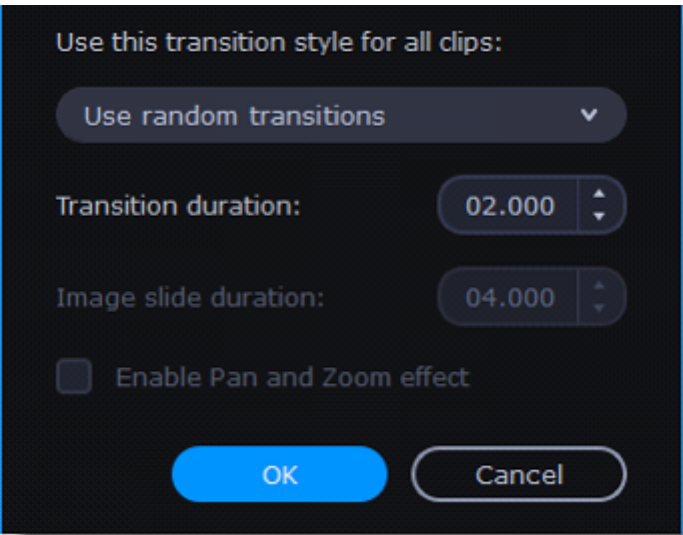 Use this transition style for all clips:
Use random transitions
Transition duration: 02.000
Image slide duration: 04.000
Enable Pan and Zoom effect
OK Cancel